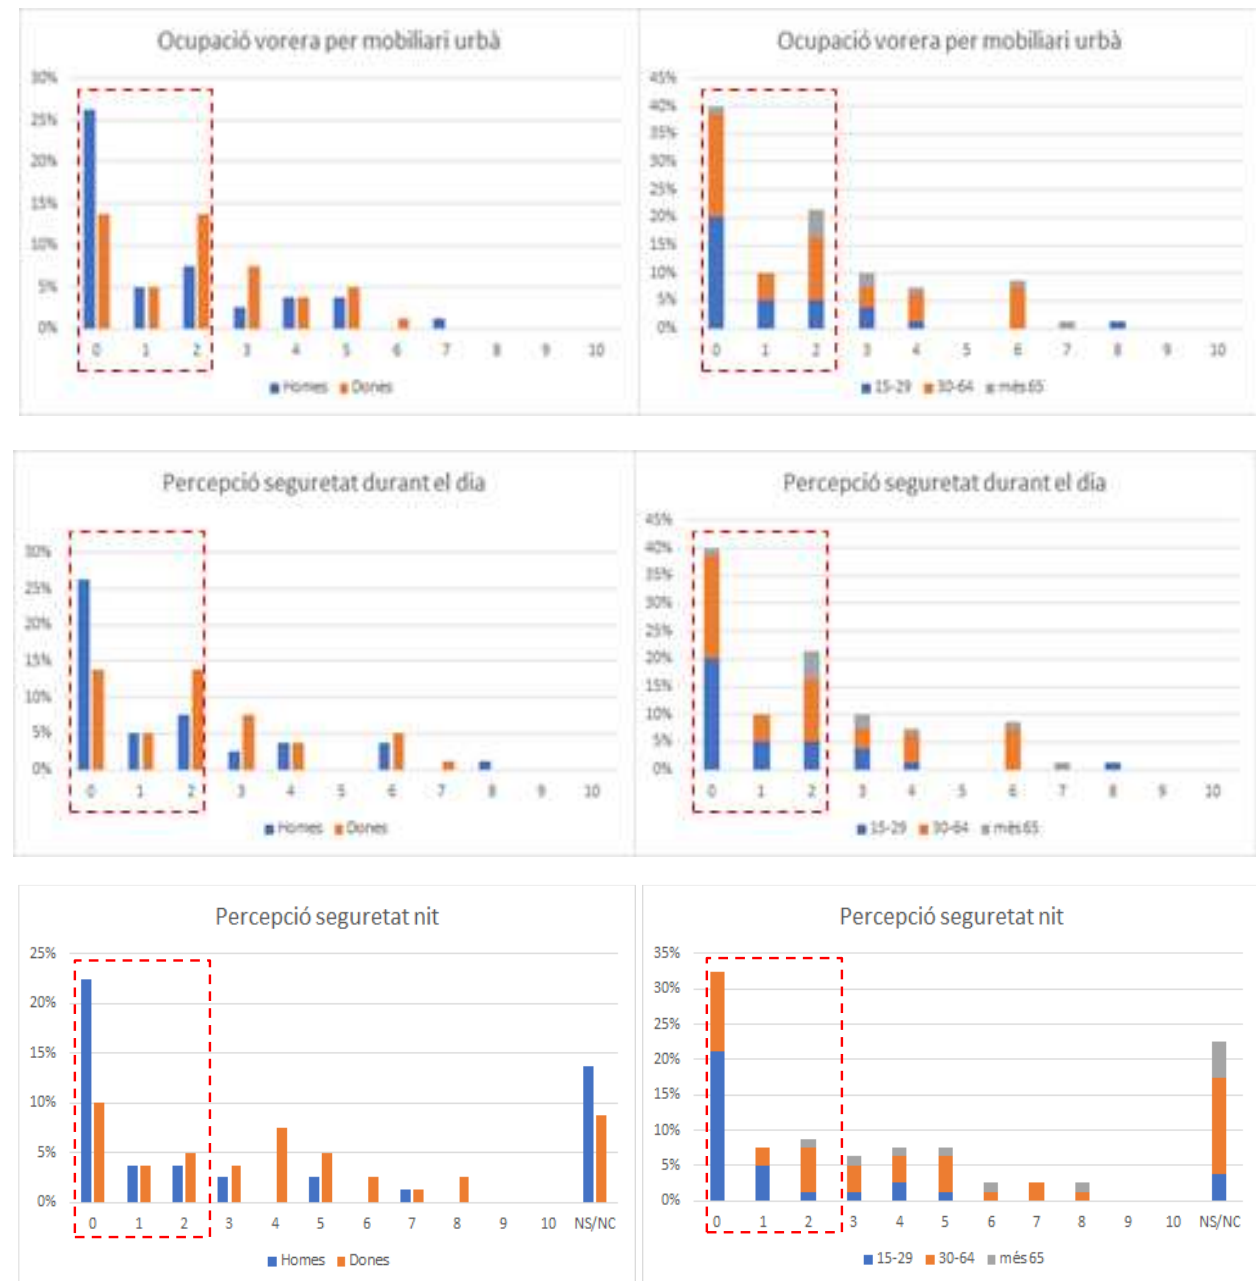 Ocupació vorera per mobiliari urbà
30%
25%
20%
15%
10%
5%
0%
0 1 2 3 4 5 6 7 8 9 10
Homes Dones
Ocupació vorera per mobiliari urbà
45%
40%
35%
30%
25%
20%
15%
10%
5%
0%
0 1 2 3 4 5 6 7 8 9 10
15-29 30-64 més 65
Percepció seguretat durant el dia
30%
25%
20%
15%
10%
5%
0%
0 1 2 3 4 5 6 7 8 9 10
Homes Dones
Percepció seguretat durant el dia
45%
40%
35%
30%
25%
20%
15%
10%
5%
0%
0 1 2 3 4 5 6 7 8 9 10
15-29 30-64 més 65
Percepció seguretat nit
25%
20%
15%
10%
5%
0%
0 1 2 3 4 5 6 7 8 9 10 NS/NC
Homes Dones
Percepció seguretat nit
35%
30%
25%
20%
15%
10%
5%
0%
0 1 2 3 4 5 6 7 8 9 10 NS/NC
15-29 30-64 més 65